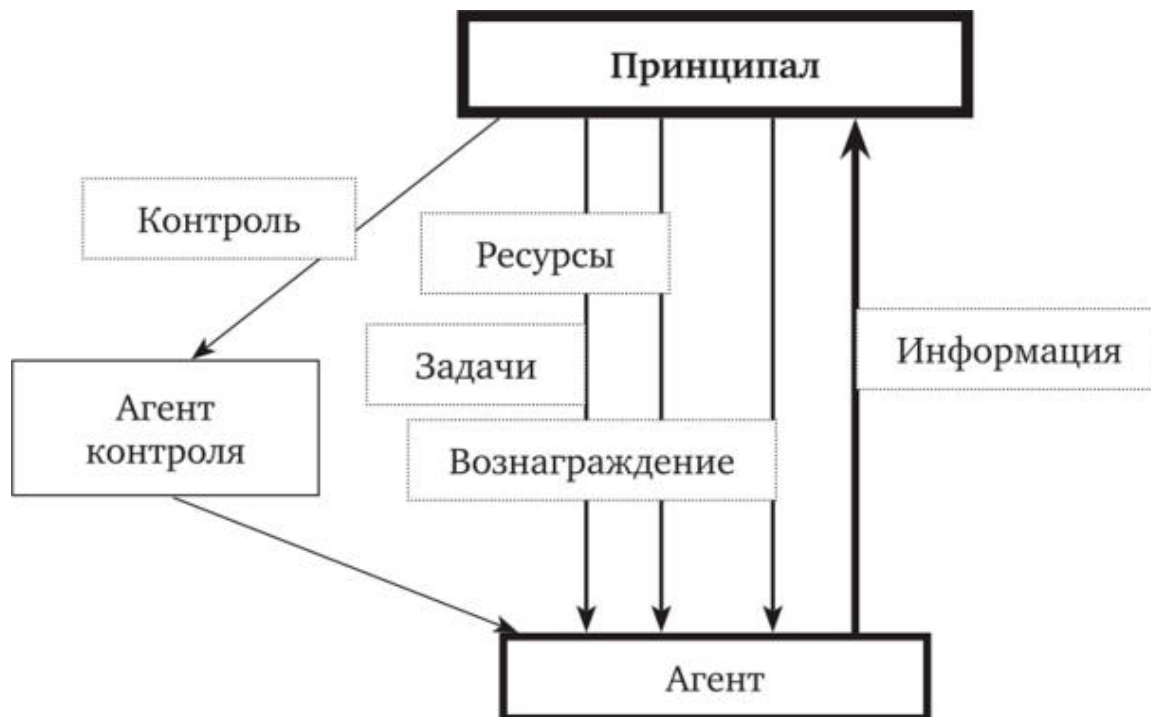 Принципал
Контроль
Ресурсы
Задачи
Информация
Агент
контроля
Вознаграждение
Агент